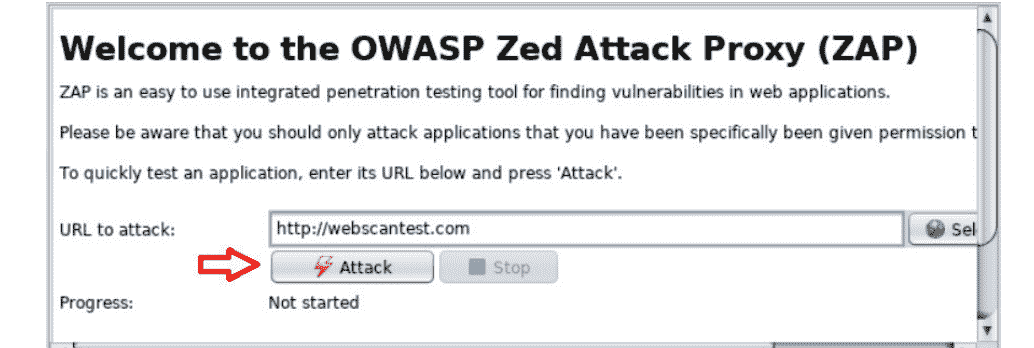 Welcome to the OWASP Zed Attack Proxy (ZAP)
ZAP is an easy to use integrated penetration testing tool for finding vulnerabilities in web applications.
Please be aware that you should only attack applications that you have been specifically been given permission t
To quickly test an application, enter its URL below and press 'Attack'.
URL to attack: http://webscantest.com Sel
Attack Stop
Progress: Not started